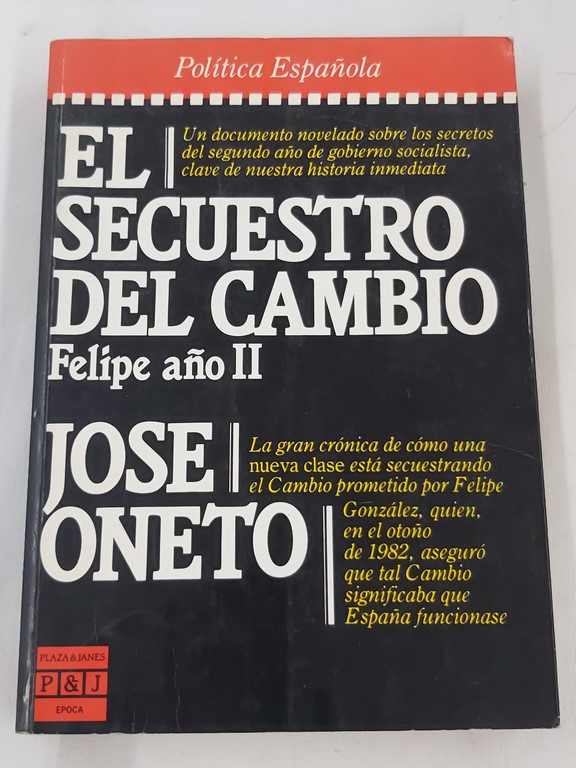 Política Española
EL
Un documento novelado sobre los secretos
del segundo año de gobierno socialista,
clave de nuestra historia inmediata
SECUESTRO
DEL CAMBIO
Felipe año II
JOSE
ONETO
La gran crónica de cómo una
nueva clase está secuestrando
el Cambio prometido por Felipe
González, quien,
en el otoño
de 1982, aseguró
que tal Cambio
significaba que
España funcionase
PLAZA & JANES
P & J
EPOCA